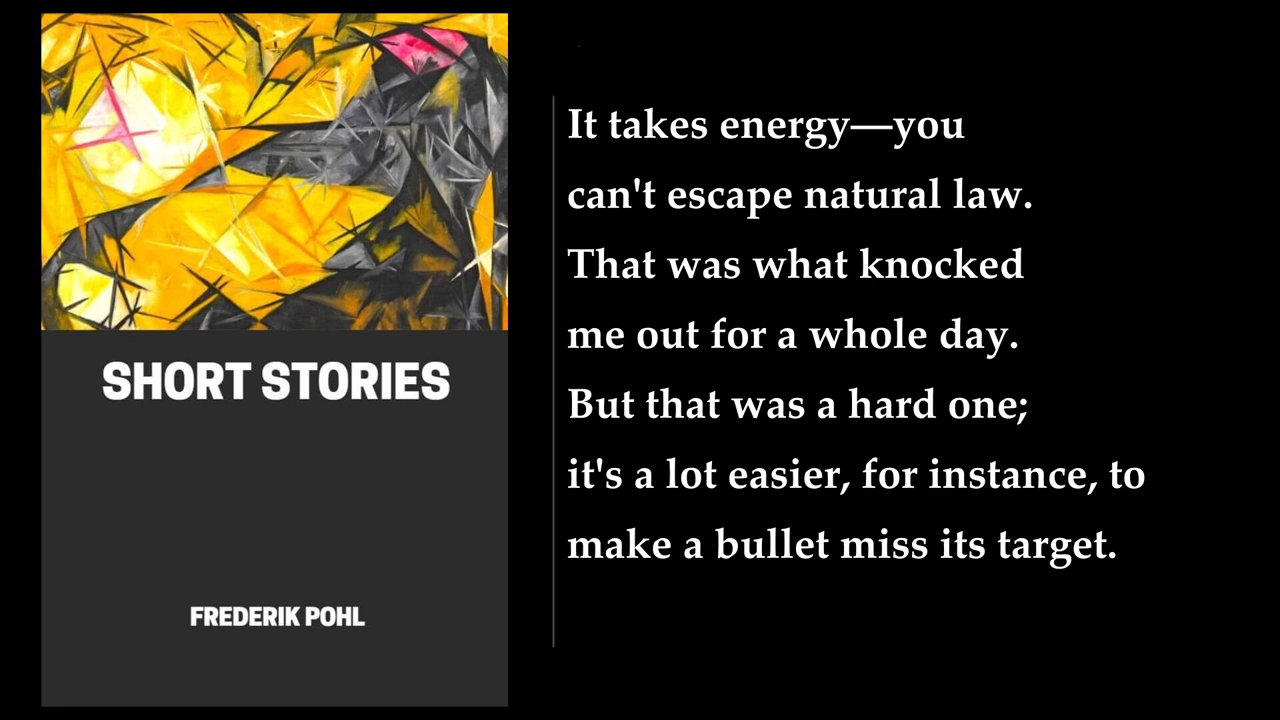 SHORT STORIES
FREDERIK POHL
It takes energy—you
can't escape natural law.
That was what knocked
me out for a whole day.
But that was a hard one;
it's a lot easier, for instance, to
make a bullet miss its target.